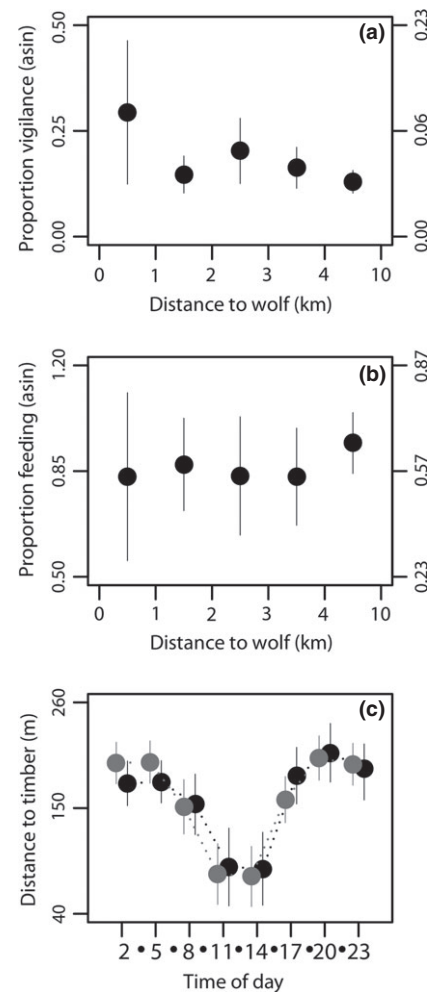 (a)
Proportion vigilance (asin)
0.00 0.25 0.50
0.00 0.06 0.23
0 1 2 3 4 10
Distance to wolf (km)
(b)
Proportion feeding (asin)
0.50 0.85 1.20
0.23 0.57 0.87
0 1 2 3 4 10
Distance to wolf (km)
(c)
Distance to timber (m)
40 150 260
2 • 5 • 8 • 11 • 14 • 17 • 20 • 23
Time of day